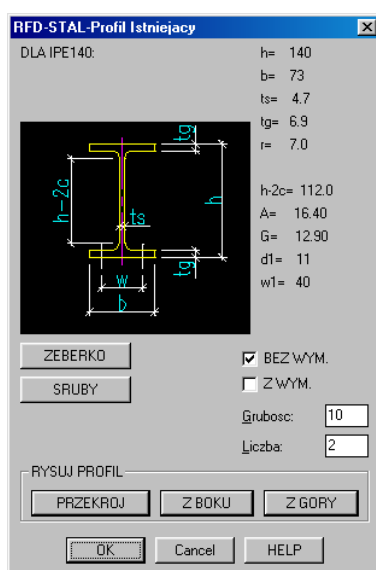 RFD-STAL-Profil Istniejacy
DLA IPE140:
h= 140
b= 73
ts= 4.7
tg= 6.9
r= 7.0
h-2c= 112.0
A= 16.40
G= 12.90
d1= 11
w1= 40
tg
h-2c
ts
h
tg
w
b
ZEBERKO
SRUBY
BEZ WYM.
Z WYM.
Grubosc: 10
Liczba: 2
RYSUJ PROFIL
PRZEKROJ Z BOKU Z GORY
OK Cancel HELP